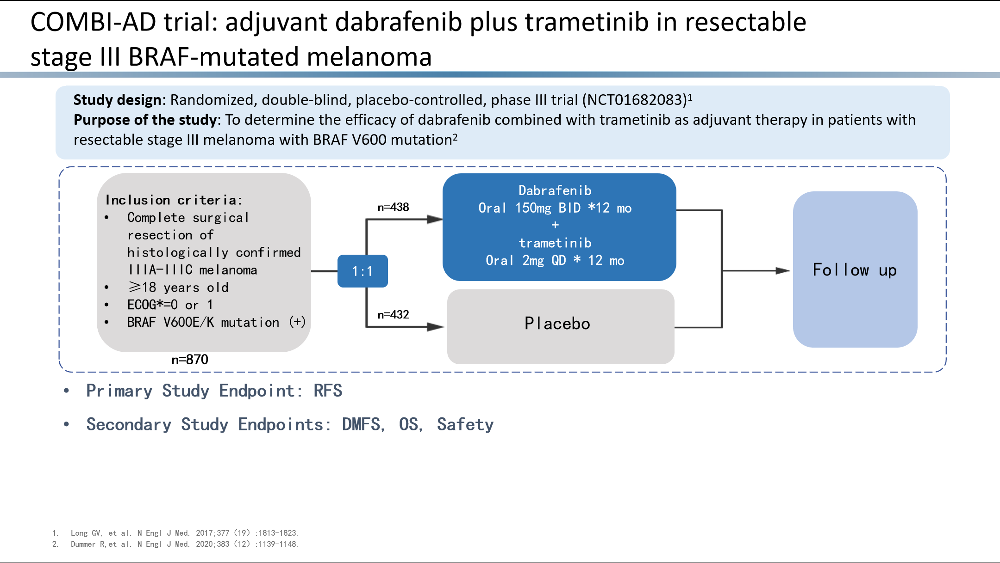 COMBI-AD trial: adjuvant dabrafenib plus trametinib in resectable
stage III BRAF-mutated melanoma
Study design: Randomized, double-blind, placebo-controlled, phase III trial (NCT01682083)1
Purpose of the study: To determine the efficacy of dabrafenib combined with trametinib as adjuvant therapy in patients with
resectable stage III melanoma with BRAF V600 mutation2
Inclusion criteria:
• Complete surgical
resection of
histologically confirmed
IIIA-IIIC melanoma
• ≥18 years old
• ECOG*=0 or 1
• BRAF V600E/K mutation (+)
n=870
1:1
n=438
Dabrafenib
Oral 150mg BID *12 mo
+
trametinib
Oral 2mg QD * 12 mo
n=432
Placebo
Follow up
• Primary Study Endpoint: RFS
• Secondary Study Endpoints: DMFS, OS, Safety
1. Long GV, et al. N Engl J Med. 2017;377（19）:1813-1823.
2. Dummer R,et al. N Engl J Med. 2020;383（12）:1139-1148.